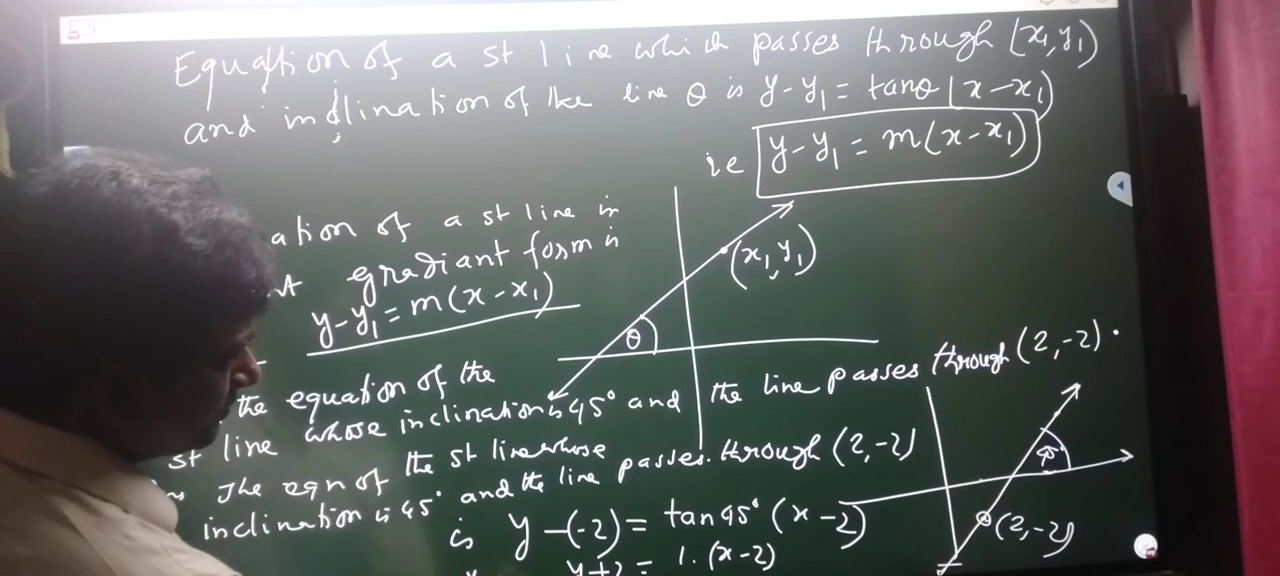 Equation of a st line which passes through (x₁, y₁)
and inclination of the line θ is y-y₁ = tanθ (x-x₁)
ie y-y₁ = m(x-x₁)
ation of a st line in
gradiant form is
y-y₁ = m(x-x₁)
(x₁, y₁)
θ
the equation of the
st line whose inclination is 45° and the line passes through (2,-2).
The eqn of the st line whose
inclination is 45° and the line passes through (2,-2)
is y-(-2) = tan45° (x-2)
y+2 = 1.(x-2)
(2,-2)